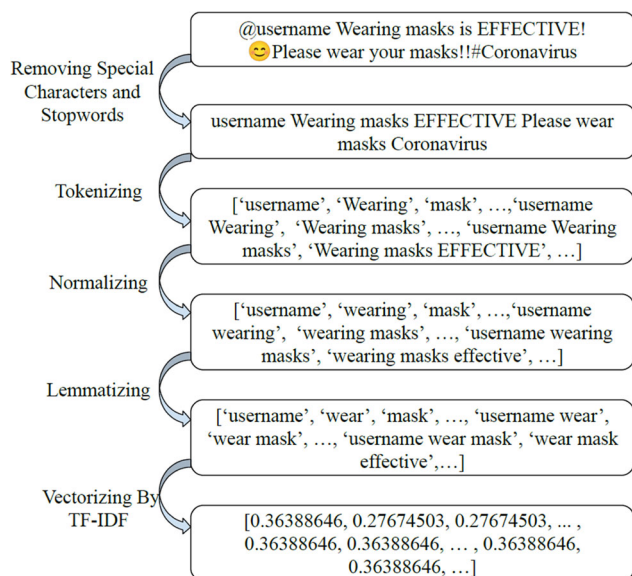 @username Wearing masks is EFFECTIVE!
😊Please wear your masks!!#Coronavirus
Removing Special
Characters and
Stopwords
username Wearing masks EFFECTIVE Please wear
masks Coronavirus
Tokenizing
[‘username’, ‘Wearing’, ‘mask’, …,‘username
Wearing’, ‘Wearing masks’, …, ‘username Wearing
masks’, ‘Wearing masks EFFECTIVE’, …]
Normalizing
[‘username’, ‘wearing’, ‘mask’, …,‘username
wearing’, ‘wearing masks’, …, ‘username wearing
masks’, ‘wearing masks effective’, …]
Lemmatizing
[‘username’, ‘wear’, ‘mask’, …, ‘username wear’,
‘wear mask’, …, ‘username wear mask’, ‘wear mask
effective’,…]
Vectorizing By
TF-IDF
[0.36388646, 0.27674503, 0.27674503, ... ,
0.36388646, 0.36388646, … , 0.36388646,
0.36388646, …]